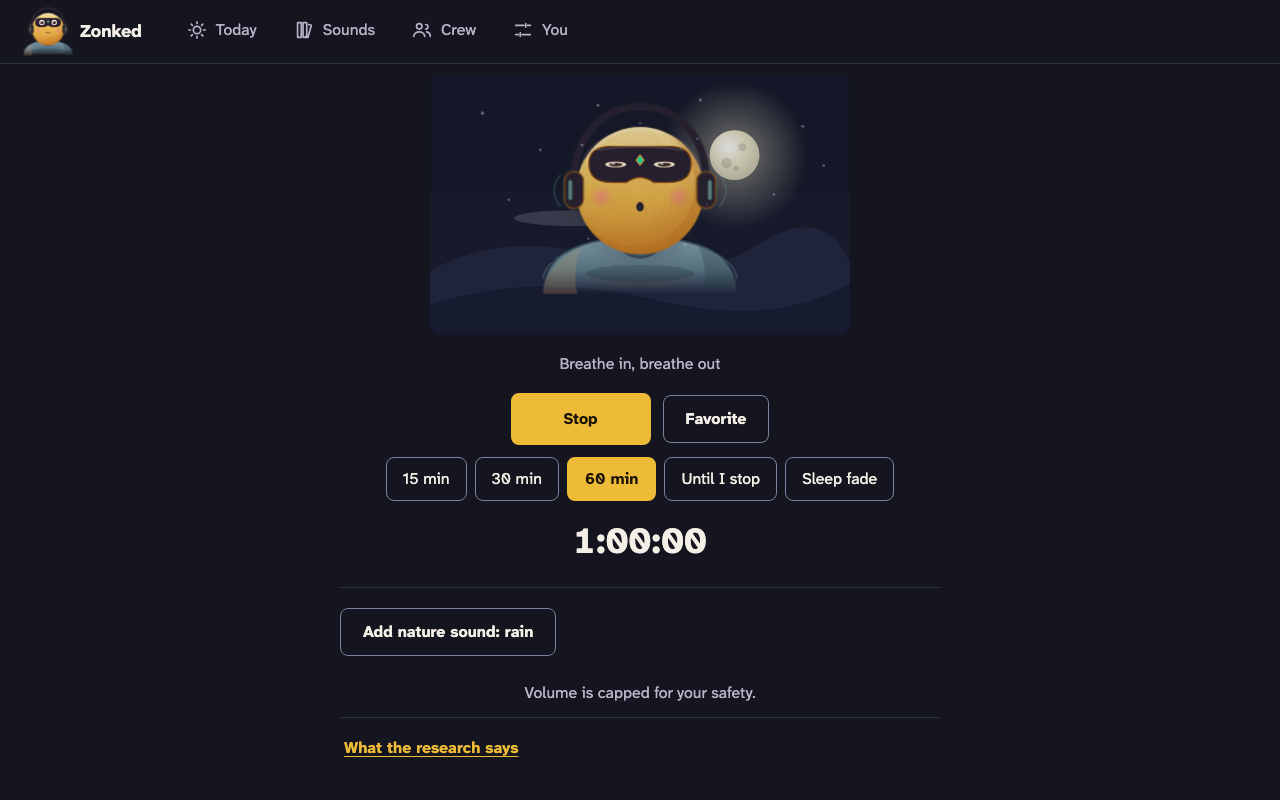 Zonked
Today
Sounds
Crew
You
Breathe in, breathe out
Stop
Favorite
15 min
30 min
60 min
Until I stop
Sleep fade
1:00:00
Add nature sound: rain
Volume is capped for your safety.
What the research says